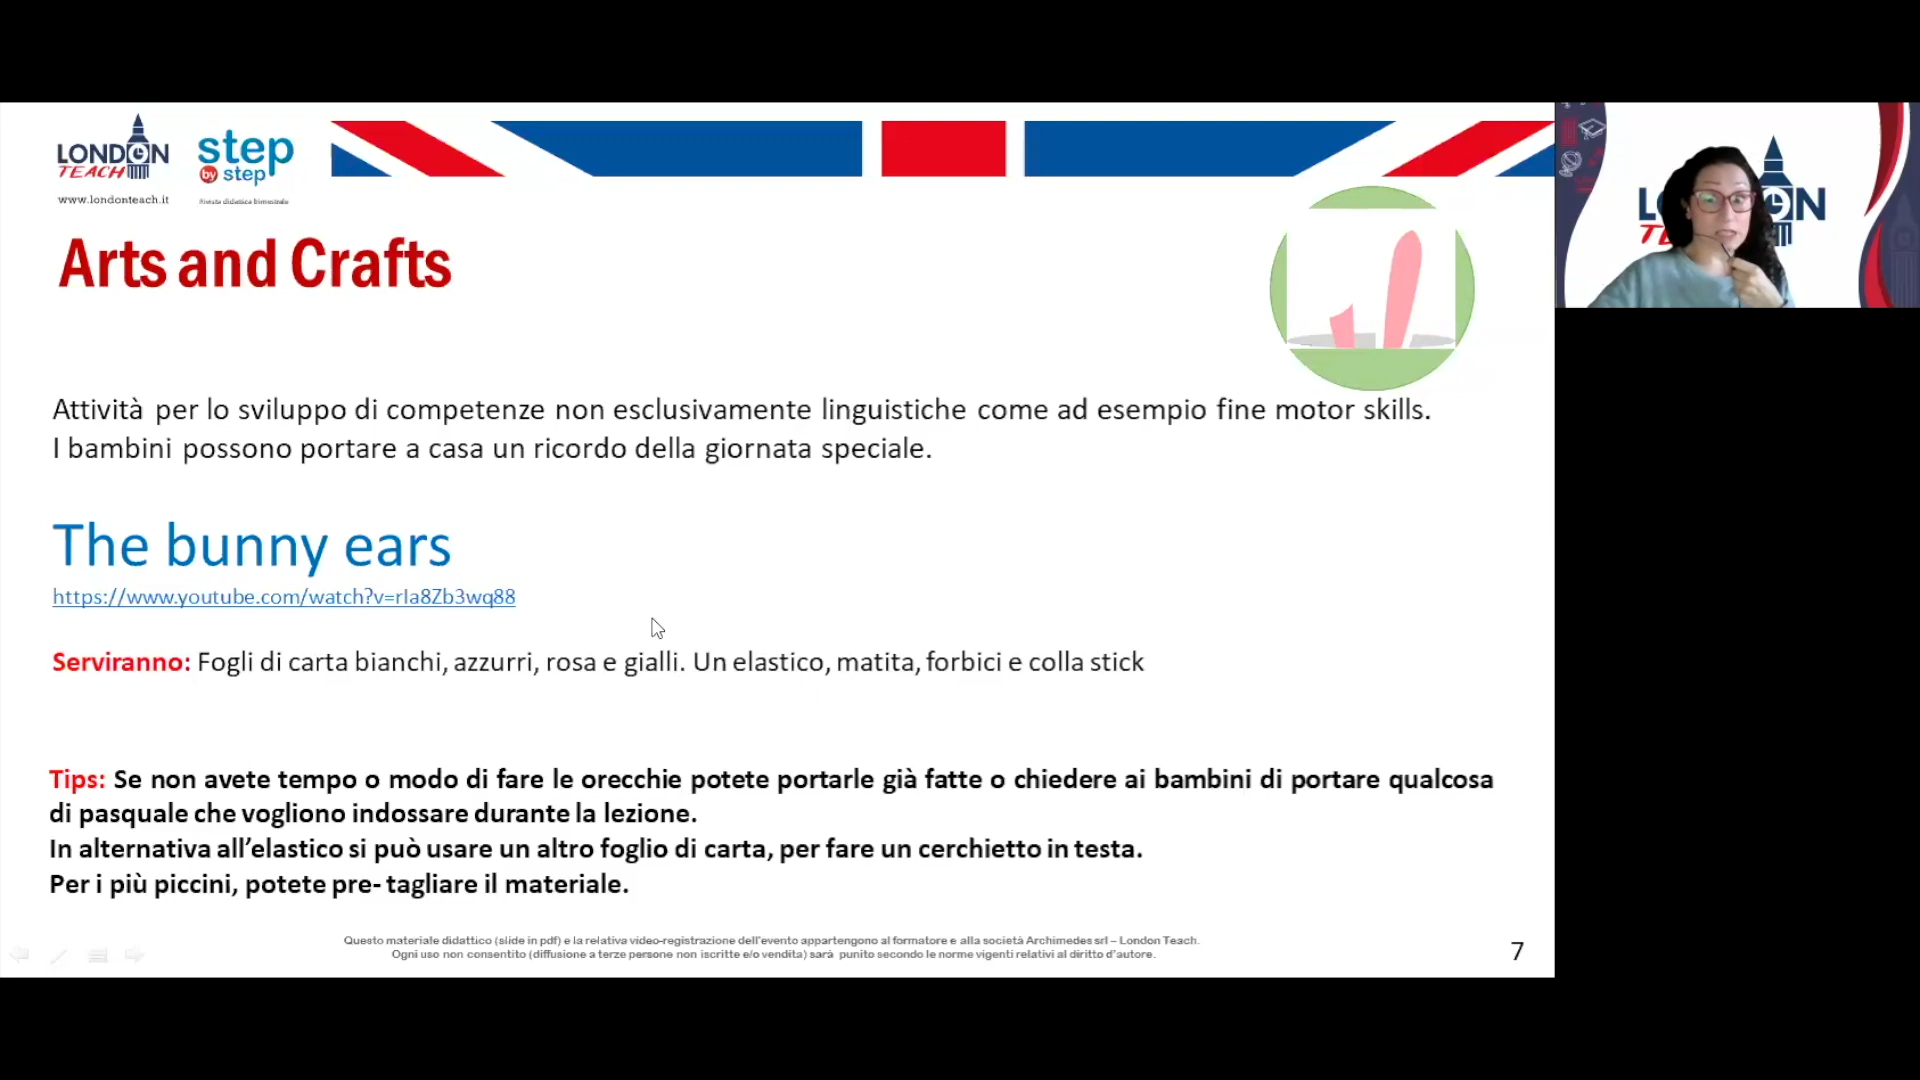 LONDON
TEACH
www.londonteach.it
step
by step
Rivista didattica bimestrale
Arts and Crafts
Attività per lo sviluppo di competenze non esclusivamente linguistiche come ad esempio fine motor skills.
I bambini possono portare a casa un ricordo della giornata speciale.
The bunny ears
https://www.youtube.com/watch?v=rIa8Zb3wq88
Serviranno: Fogli di carta bianchi, azzurri, rosa e gialli. Un elastico, matita, forbici e colla stick
Tips: Se non avete tempo o modo di fare le orecchie potete portarle già fatte o chiedere ai bambini di portare qualcosa
di pasquale che vogliono indossare durante la lezione.
In alternativa all’elastico si può usare un altro foglio di carta, per fare un cerchietto in testa.
Per i più piccini, potete pre- tagliare il materiale.
Questo materiale didattico (slide in pdf) e la relativa video-registrazione dell'evento appartengono al formatore e alla società Archimedes srl – London Teach.
Ogni uso non consentito (diffusione a terze persone non iscritte e/o vendita) sarà punito secondo le norme vigenti relativi al diritto d’autore.
7